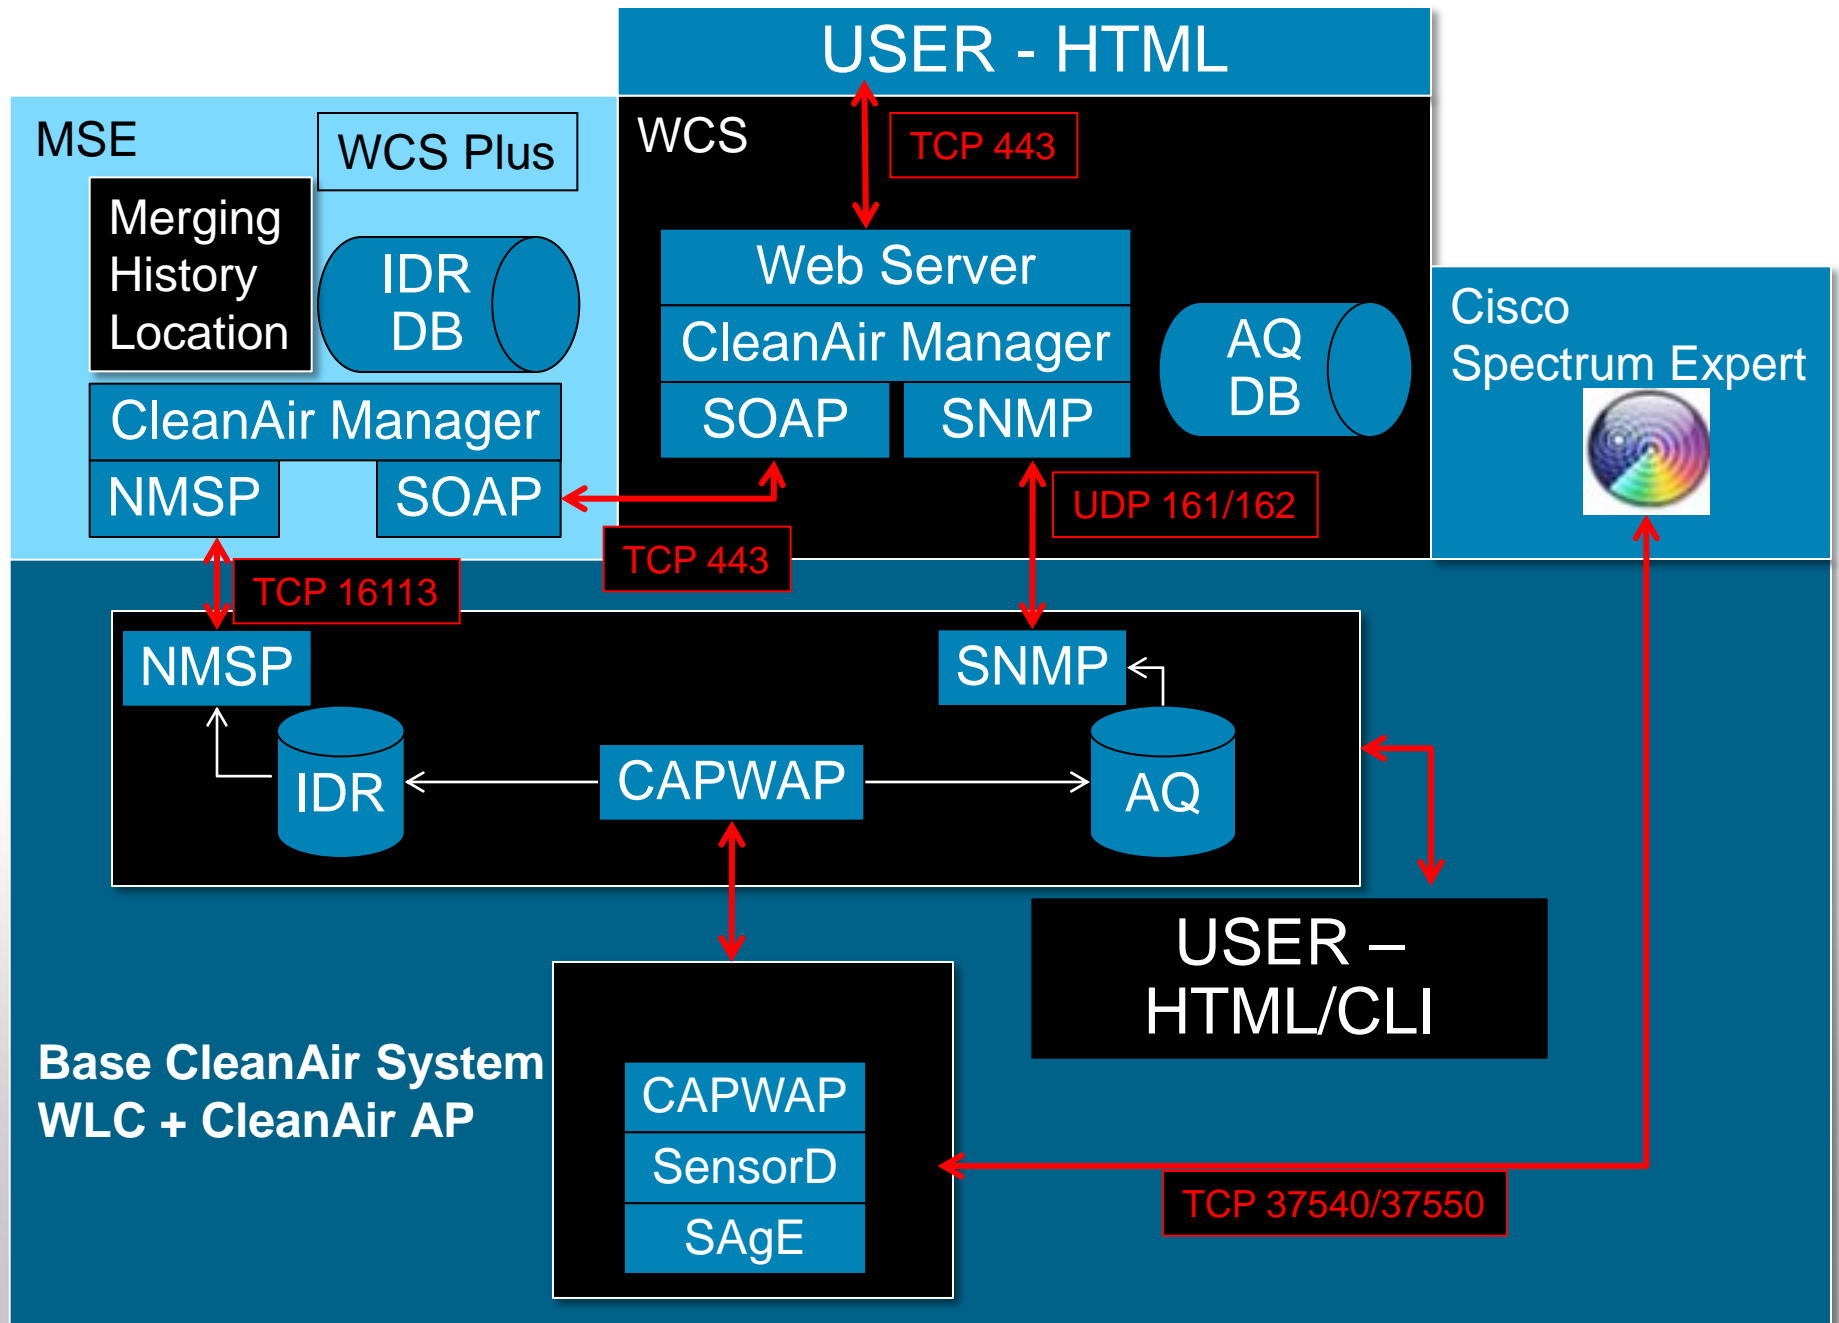 USER - HTML
MSE
WCS Plus
Merging
History
Location
IDR
DB
CleanAir Manager
NMSP
SOAP
WCS
TCP 443
Web Server
CleanAir Manager
SOAP
SNMP
AQ
DB
UDP 161/162
TCP 443
TCP 16113
Cisco
Spectrum Expert
NMSP
SNMP
IDR
CAPWAP
AQ
USER –
HTML/CLI
Base CleanAir System
WLC + CleanAir AP
CAPWAP
SensorD
SAgE
TCP 37540/37550